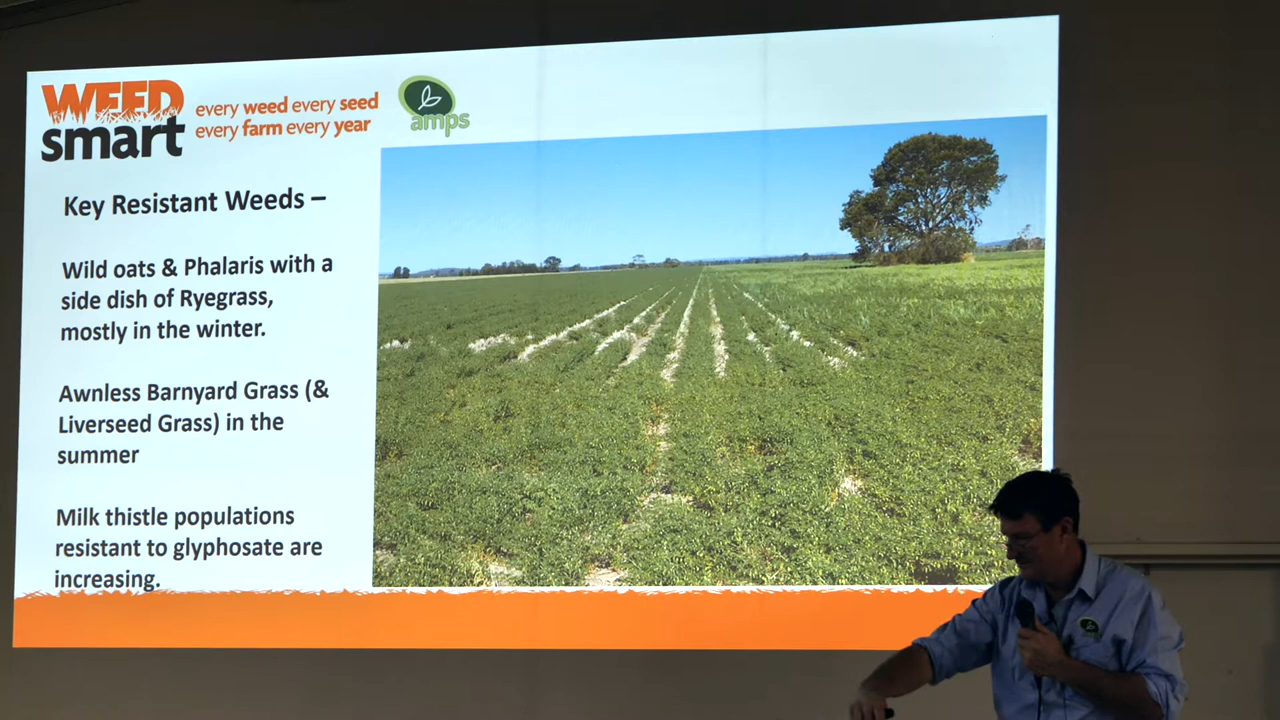 WEED
smart
every weed every seed
every farm every year
amps
Key Resistant Weeds –
Wild oats & Phalaris with a
side dish of Ryegrass,
mostly in the winter.
Awnless Barnyard Grass (&
Liverseed Grass) in the
summer
Milk thistle populations
resistant to glyphosate are
increasing.